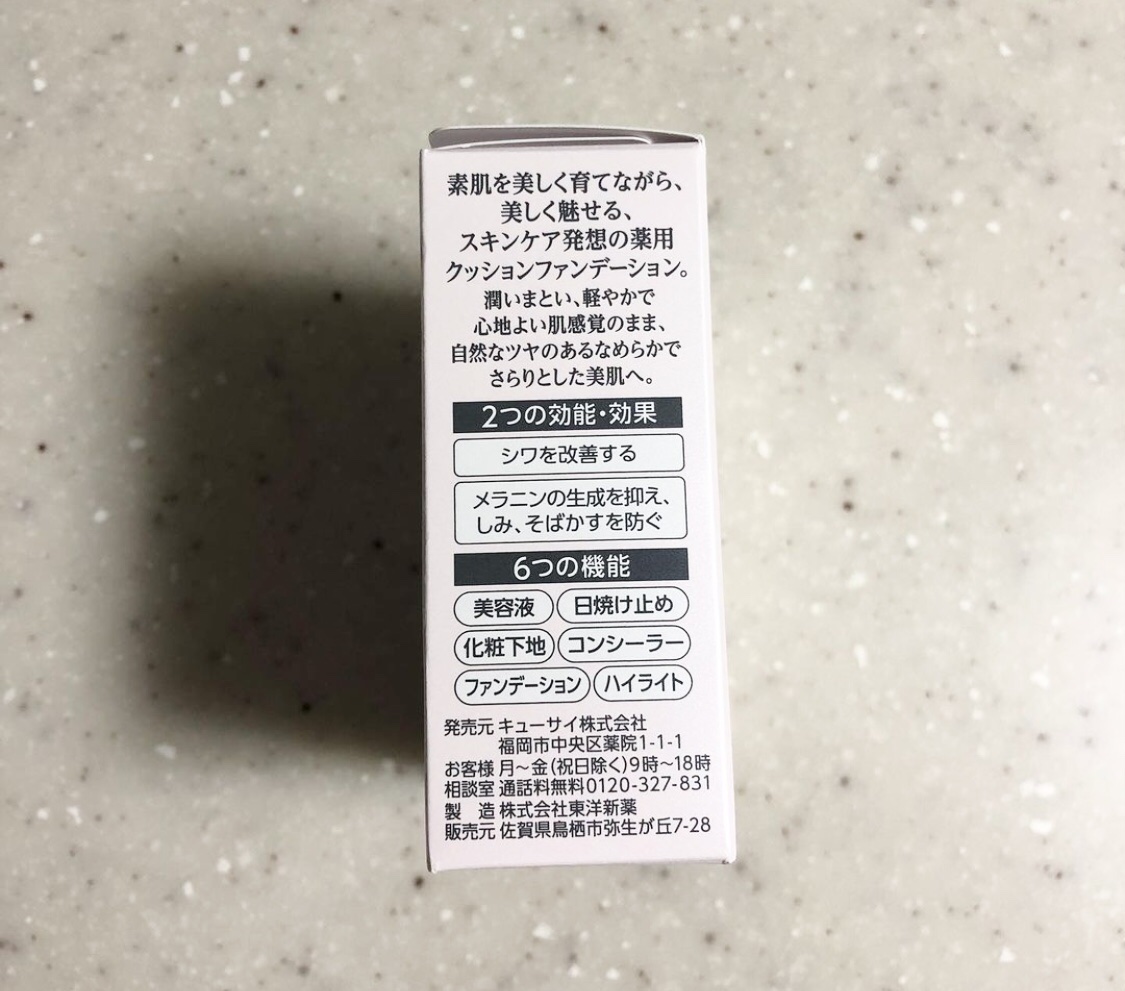 素肌を美しく育てながら、
美しく魅せる、
スキンケア発想の薬用
クッションファンデーション。
潤いまとい、軽やかで
心地よい肌感覚のまま、
自然なツヤのあるなめらかで
さらりとした美肌へ。
2つの効能・効果
シワを改善する
メラニンの生成を抑え、
しみ、そばかすを防ぐ
6つの機能
美容液 日焼け止め
化粧下地 コンシーラー
ファンデーション ハイライト
発売元 キューサイ株式会社
福岡市中央区薬院1-1-1
お客様 月～金(祝日除く)9時～18時
相談室 通話料無料0120-327-831
製　造 株式会社東洋新薬
販売元 佐賀県鳥栖市弥生が丘7-28